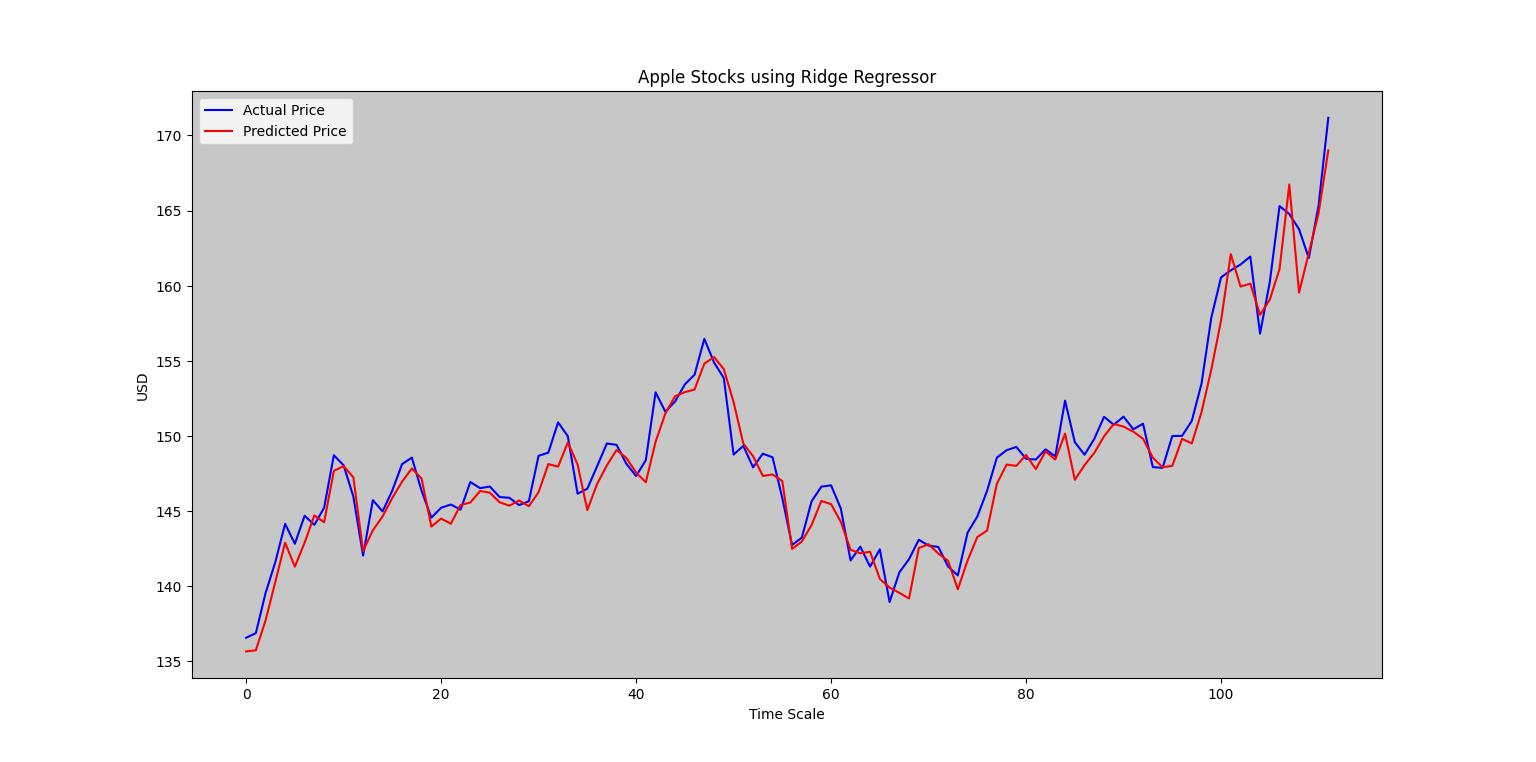 Apple Stocks using Ridge Regressor
Actual Price
Predicted Price
170
165
160
155
150
145
140
135
USD
0 20 40 60 80 100
Time Scale